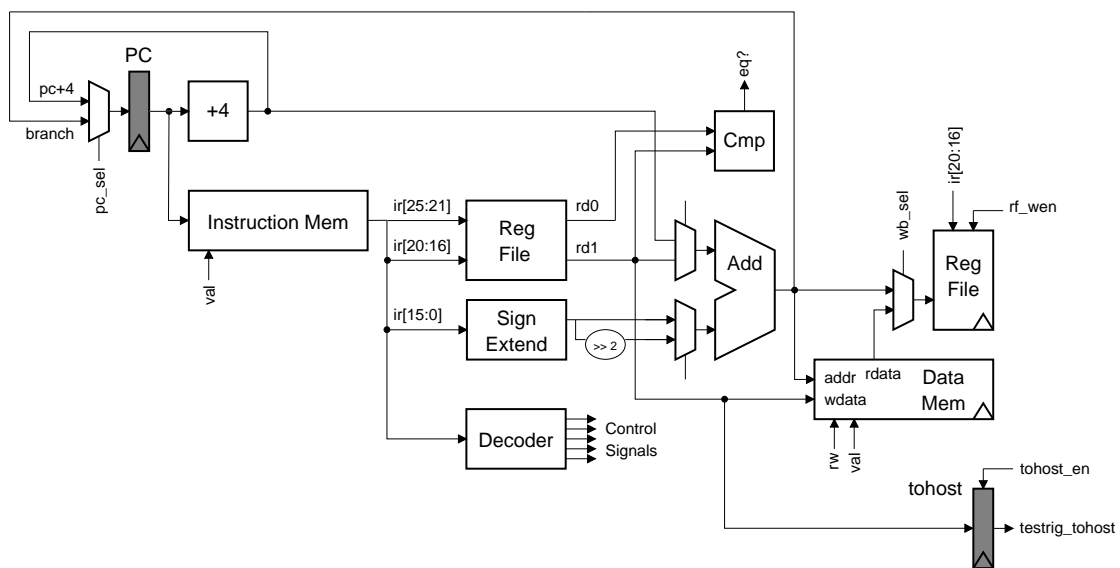 PC
eq?
pc+4
+4
branch
Cmp
pc_sel
ir[20:16]
Instruction Mem
ir[25:21]
rd0
rf_wen
Reg
File
wb_sel
ir[20:16]
rd1
Add
Reg
File
val
ir[15:0]
Sign
Extend
>> 2
addr
rdata
Data
Mem
wdata
Decoder
Control
Signals
rw
val
tohost
tohost_en
testrig_tohost